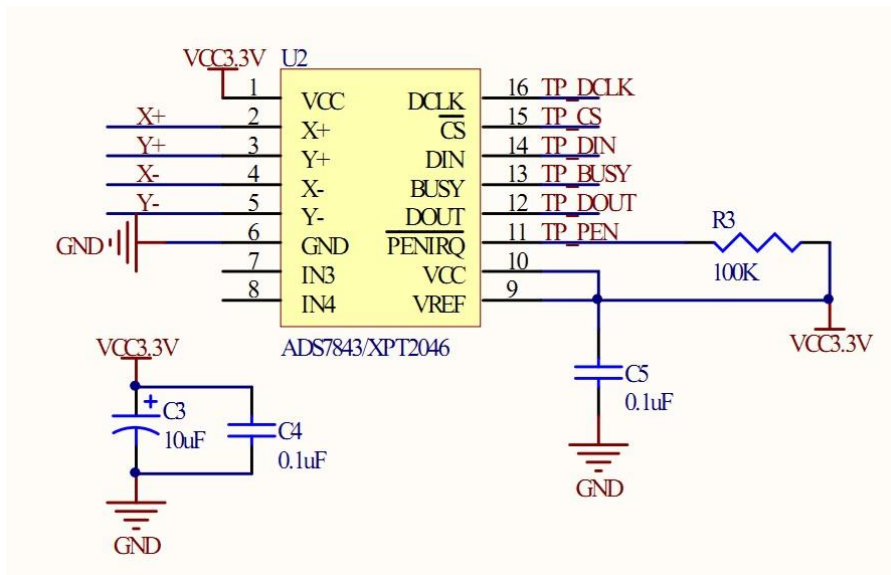 VCC3.3V
U2
1 VCC DCLK 16 TP_DCLK
X+ 2 X+ CS 15 TP_CS
Y+ 3 Y+ DIN 14 TP_DIN
X- 4 X- BUSY 13 TP_BUSY
Y- 5 Y- DOUT 12 TP_DOUT
GND 6 GND PENIRQ 11 TP_PEN
7 IN3 VCC 10
8 IN4 VREF 9
R3
100K
VCC3.3V
ADS7843/XPT2046
VCC3.3V
+
C3
10uF
C4
0.1uF
GND
C5
0.1uF
GND